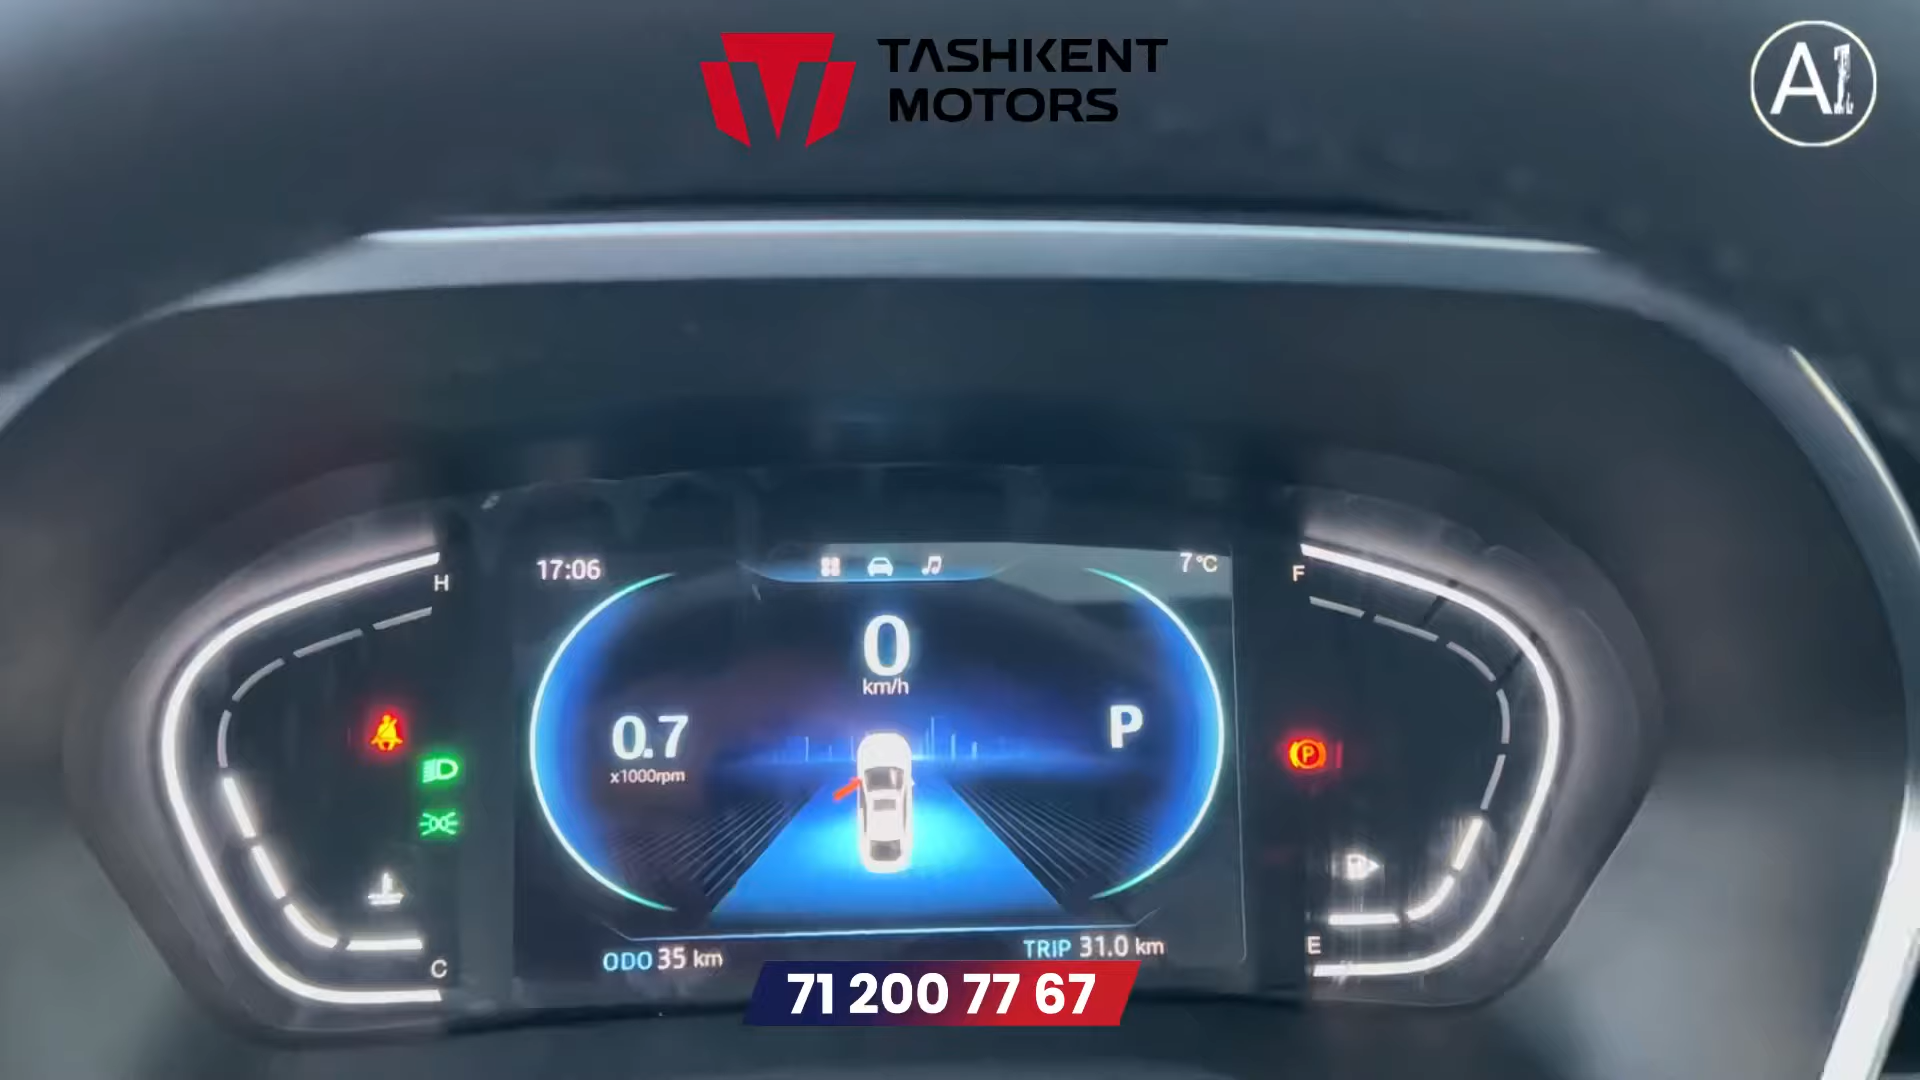 TASHKENT
MOTORS
A1
17:06
7°C
H
F
0
km/h
0.7
x1000rpm
P
P
C
E
ODO 35 km
TRIP 31.0 km
71 200 77 67